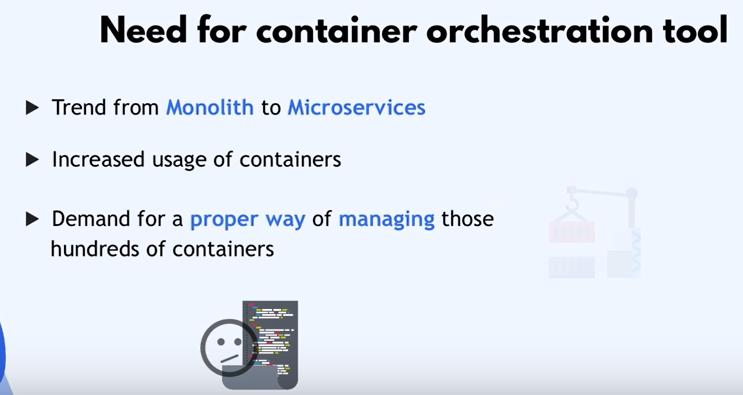 Need for container orchestration tool
Trend from Monolith to Microservices
Increased usage of containers
Demand for a proper way of managing those
hundreds of containers